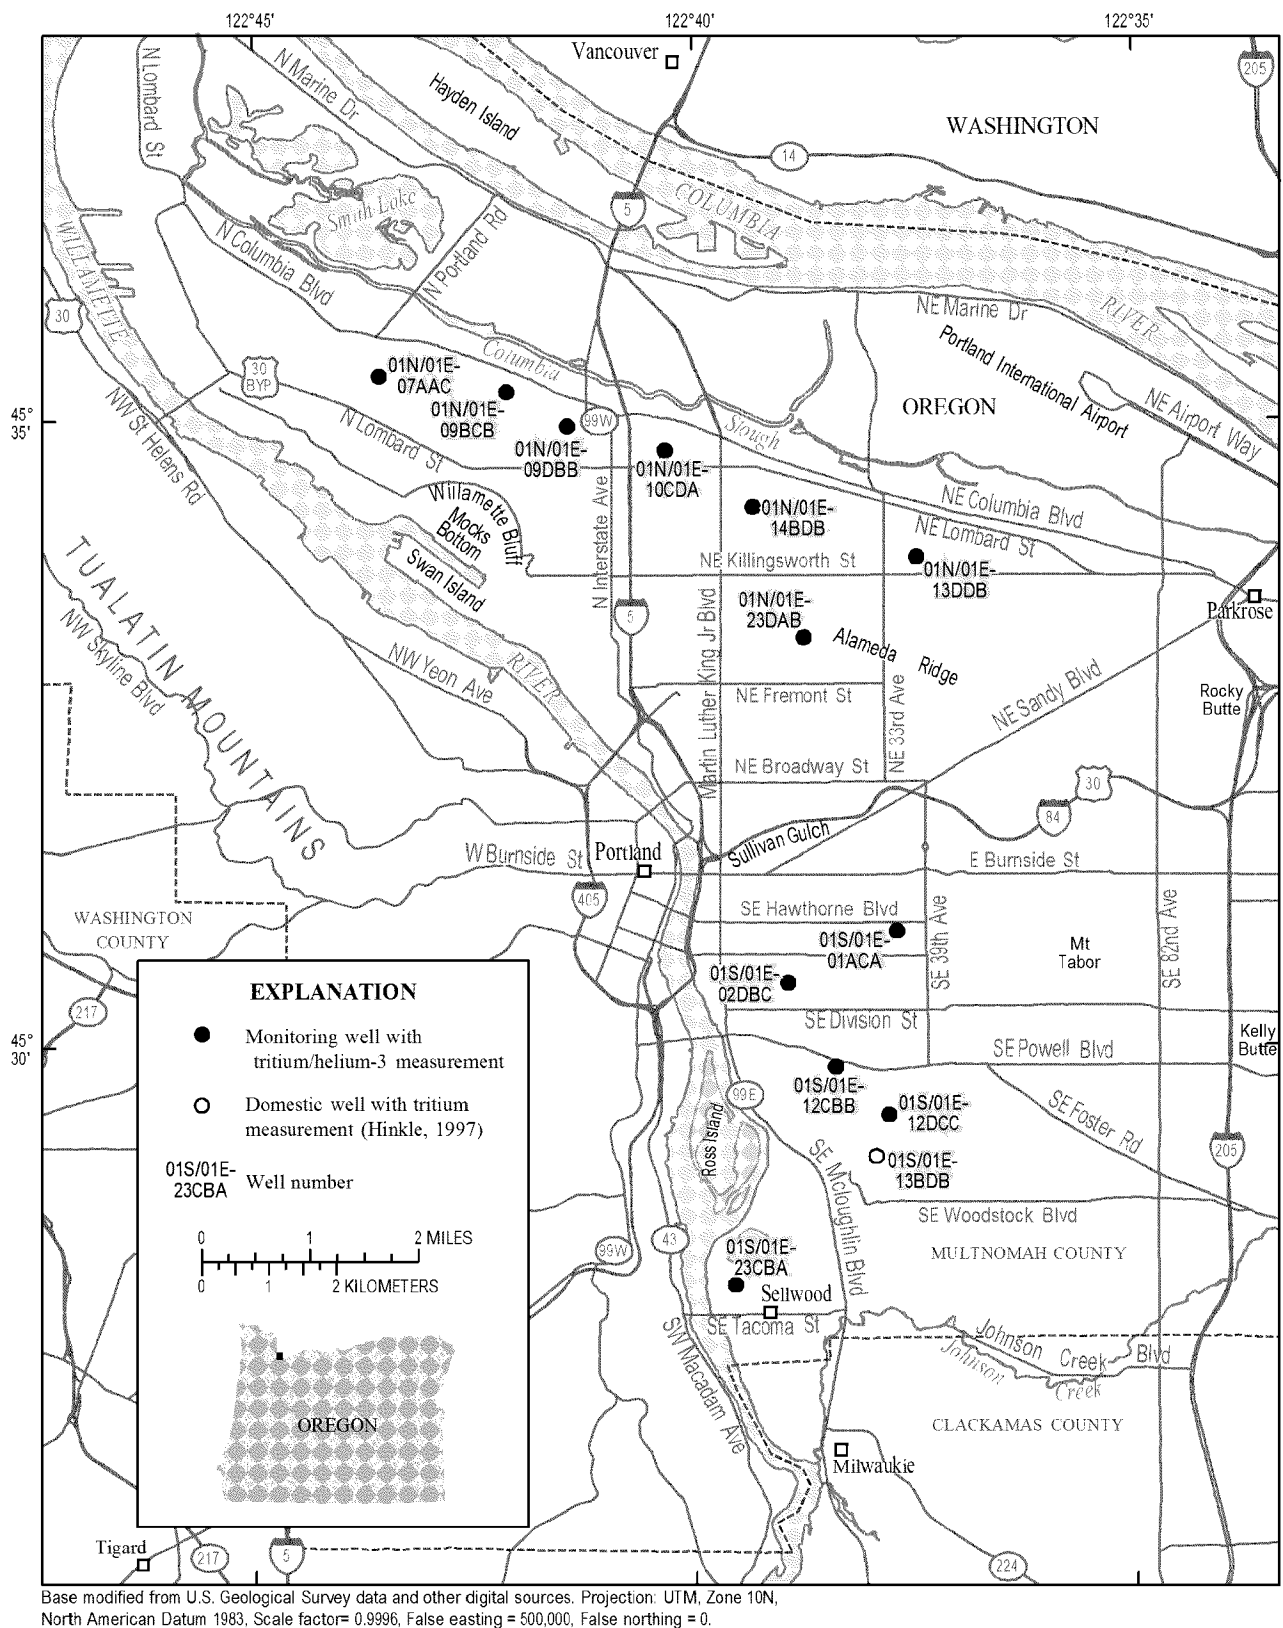 122°45'
122°40'
122°35'
Vancouver
205
N Lombard St
N Marine Dr
Hayden Island
WASHINGTON
14
5
COLUMBIA
Smith Lake
N Portland Rd
N Columbia Blvd
WILLAMETTE
30
NE Marine Dr
RIVER
Portland International Airport
NE Airport Way
Columbia
Slough
30
BYP
01N/01E-
07AAC
01N/01E-
09BCB
99W
OREGON
45°
35'
NW St Helens Rd
N Lombard St
01N/01E-
09DBB
01N/01E-
10CDA
Willamette Bluff
Mocks
Bottom
Swan Island
N Interstate Ave
01N/01E-
14BDB
NE Columbia Blvd
NE Lombard St
NE Killingsworth St
01N/01E-
13DDB
TUALATIN MOUNTAINS
NW Skyline Blvd
5
01N/01E-
23DAB
Parkrose
Alameda Ridge
NW Yeon Ave
RIVER
Martin Luther King Jr Blvd
NE Fremont St
NE 33rd Ave
NE Sandy Blvd
Rocky
Butte
NE Broadway St
30
84
Sullivan Gulch
W Burnside St
Portland
E Burnside St
405
WASHINGTON
COUNTY
SE Hawthorne Blvd
01S/01E-
01ACA
SE 39th Ave
Mt
Tabor
SE 82nd Ave
01S/01E-
02DBC
217
SE Division St
45°
30'
SE Powell Blvd
Kelly
Butte
01S/01E-
12CBB
99E
01S/01E-
12DCC
SE Foster Rd
Ross Island
205
01S/01E-
13BDB
SE Mcloughlin Blvd
SE Woodstock Blvd
43
99W
01S/01E-
23CBA
MULTNOMAH COUNTY
Sellwood
SE Tacoma St
SW Macadam Ave
Johnson Creek Blvd
Johnson Creek
CLACKAMAS COUNTY
Milwaukie
224
EXPLANATION
Monitoring well with
tritium/helium-3 measurement
Domestic well with tritium
measurement (Hinkle, 1997)
01S/01E-
23CBA
Well number
0 1 2 MILES
0 1 2 KILOMETERS
OREGON
Tigard
217
5
Base modified from U.S. Geological Survey data and other digital sources. Projection: UTM, Zone 10N,
North American Datum 1983, Scale factor= 0.9996, False easting = 500,000, False northing = 0.